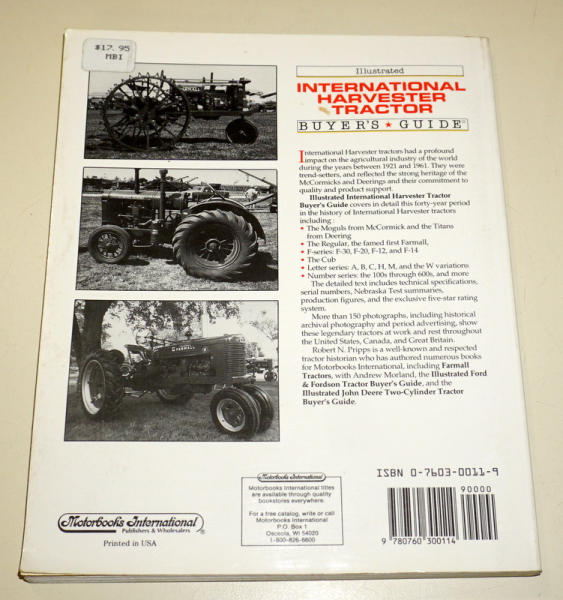 $17.95
MBI
Illustrated
INTERNATIONAL
HARVESTER
TRACTOR
BUYER'S ★ GUIDE®
International Harvester tractors had a profound
impact on the agricultural industry of the world
during the years between 1921 and 1961. They were
trend-setters, and reflected the strong heritage of the
McCormicks and Deerings and their commitment to
quality and product support.
Illustrated International Harvester Tractor
Buyer's Guide covers in detail this forty-year period
in the history of International Harvester tractors
including :
• The Moguls from McCormick and the Titans
from Deering
• The Regular, the famed first Farmall,
• F-series: F-30, F-20, F-12, and F-14
• The Cub
• Letter series: A, B, C, H, M, and the W variations
• Number series: the 100s through 600s, and more
The detailed text includes technical specifications,
serial numbers, Nebraska Test summaries,
production figures, and the exclusive five-star rating
system.
More than 150 photographs, including historical
archival photography and period advertising, show
these legendary tractors at work and rest throughout
the United States, Canada, and Great Britain.
Robert N. Pripps is a well-known and respected
tractor historian who has authored numerous books
for Motorbooks International, including Farmall
Tractors, with Andrew Morland, the Illustrated Ford
& Fordson Tractor Buyer's Guide, and the
Illustrated John Deere Two-Cylinder Tractor
Buyer's Guide.
Motorbooks International
Publishers & Wholesalers ®
Printed in USA
Motorbooks International
Motorbooks International titles
are available through quality
bookstores everywhere.
For a free catalog, write or call
Motorbooks International
P.O. Box 1
Osceola, WI 54020
1-800-826-6600
ISBN 0-7603-0011-9
90000
9 780760 300114